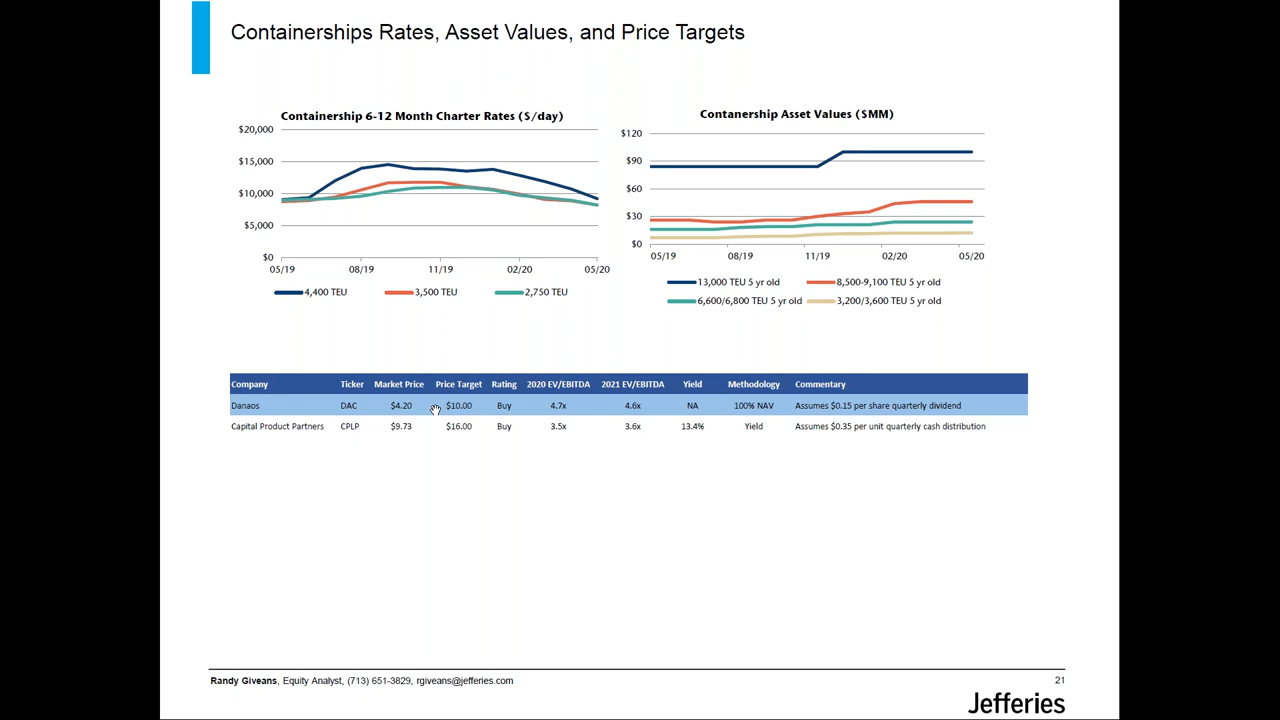 Containerships Rates, Asset Values, and Price Targets
Containership 6-12 Month Charter Rates ($/day)
$20,000
$15,000
$10,000
$5,000
$0
05/19 08/19 11/19 02/20 05/20
4,400 TEU 3,500 TEU 2,750 TEU
Contanership Asset Values ($MM)
$120
$90
$60
$30
$0
05/19 08/19 11/19 02/20 05/20
13,000 TEU 5 yr old 8,500-9,100 TEU 5 yr old
6,600/6,800 TEU 5 yr old 3,200/3,600 TEU 5 yr old
Company Ticker Market Price Price Target Rating 2020 EV/EBITDA 2021 EV/EBITDA Yield Methodology Commentary
Danaos DAC $4.20 $10.00 Buy 4.7x 4.6x NA 100% NAV Assumes $0.15 per share quarterly dividend
Capital Product Partners CPLP $9.73 $16.00 Buy 3.5x 3.6x 13.4% Yield Assumes $0.35 per unit quarterly cash distribution
Randy Giveans, Equity Analyst, (713) 651-3829, rgiveans@jefferies.com
21
Jefferies